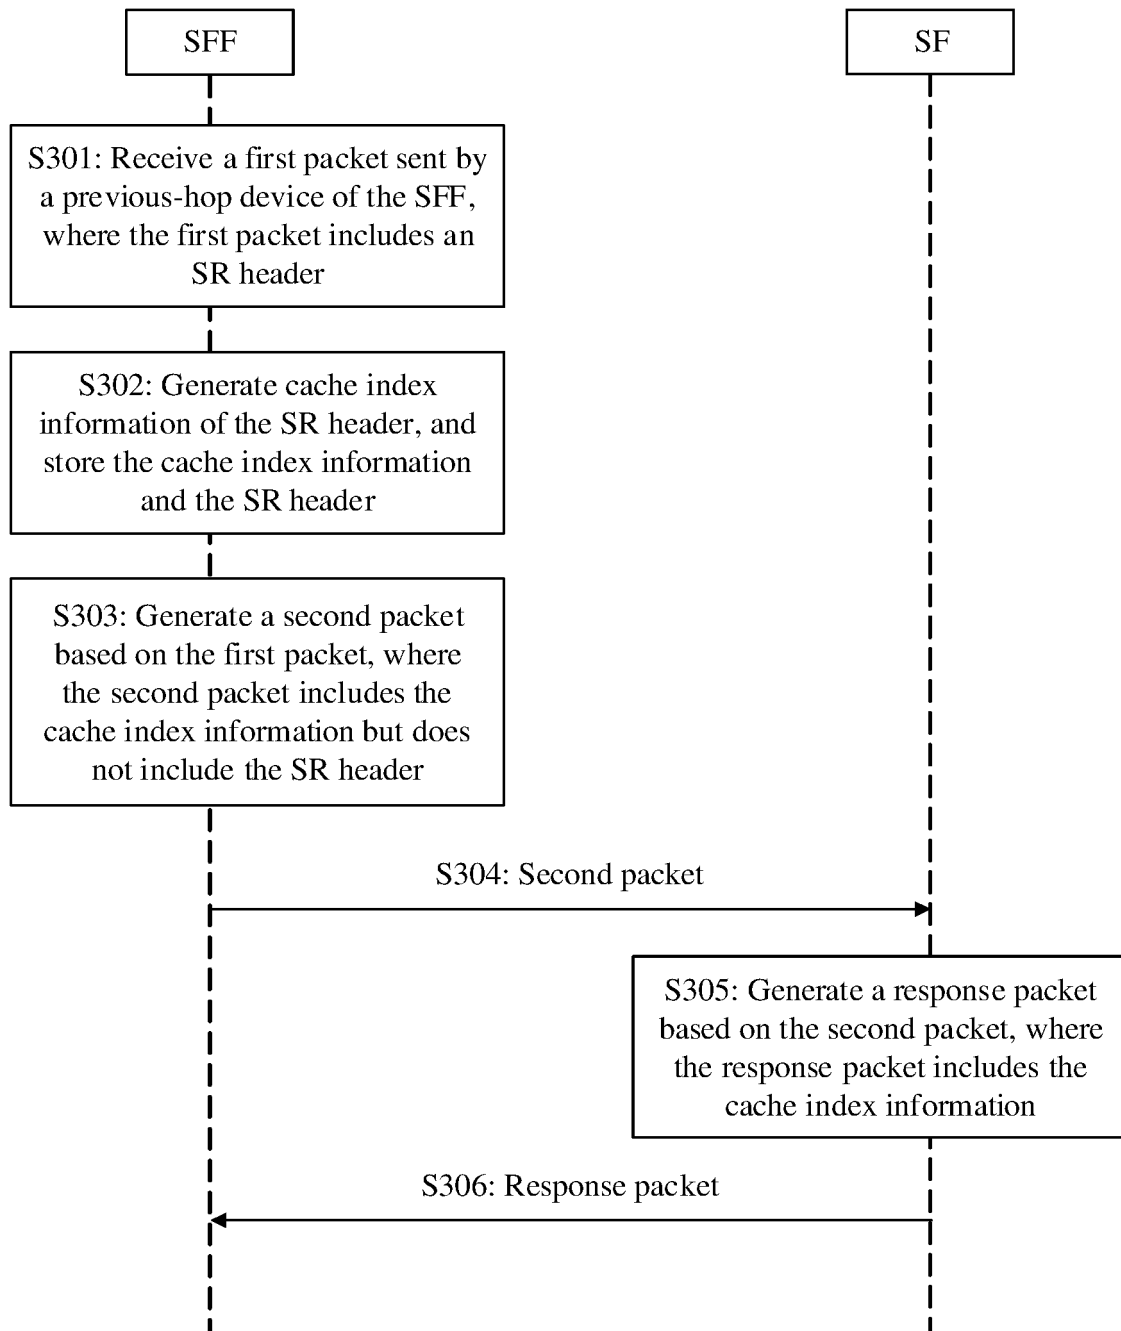 SFF
SF
S301: Receive a first packet sent by
a previous-hop device of the SFF,
where the first packet includes an
SR header
S302: Generate cache index
information of the SR header, and
store the cache index information
and the SR header
S303: Generate a second packet
based on the first packet, where
the second packet includes the
cache index information but does
not include the SR header
S304: Second packet
S305: Generate a response packet
based on the second packet, where
the response packet includes the
cache index information
S306: Response packet